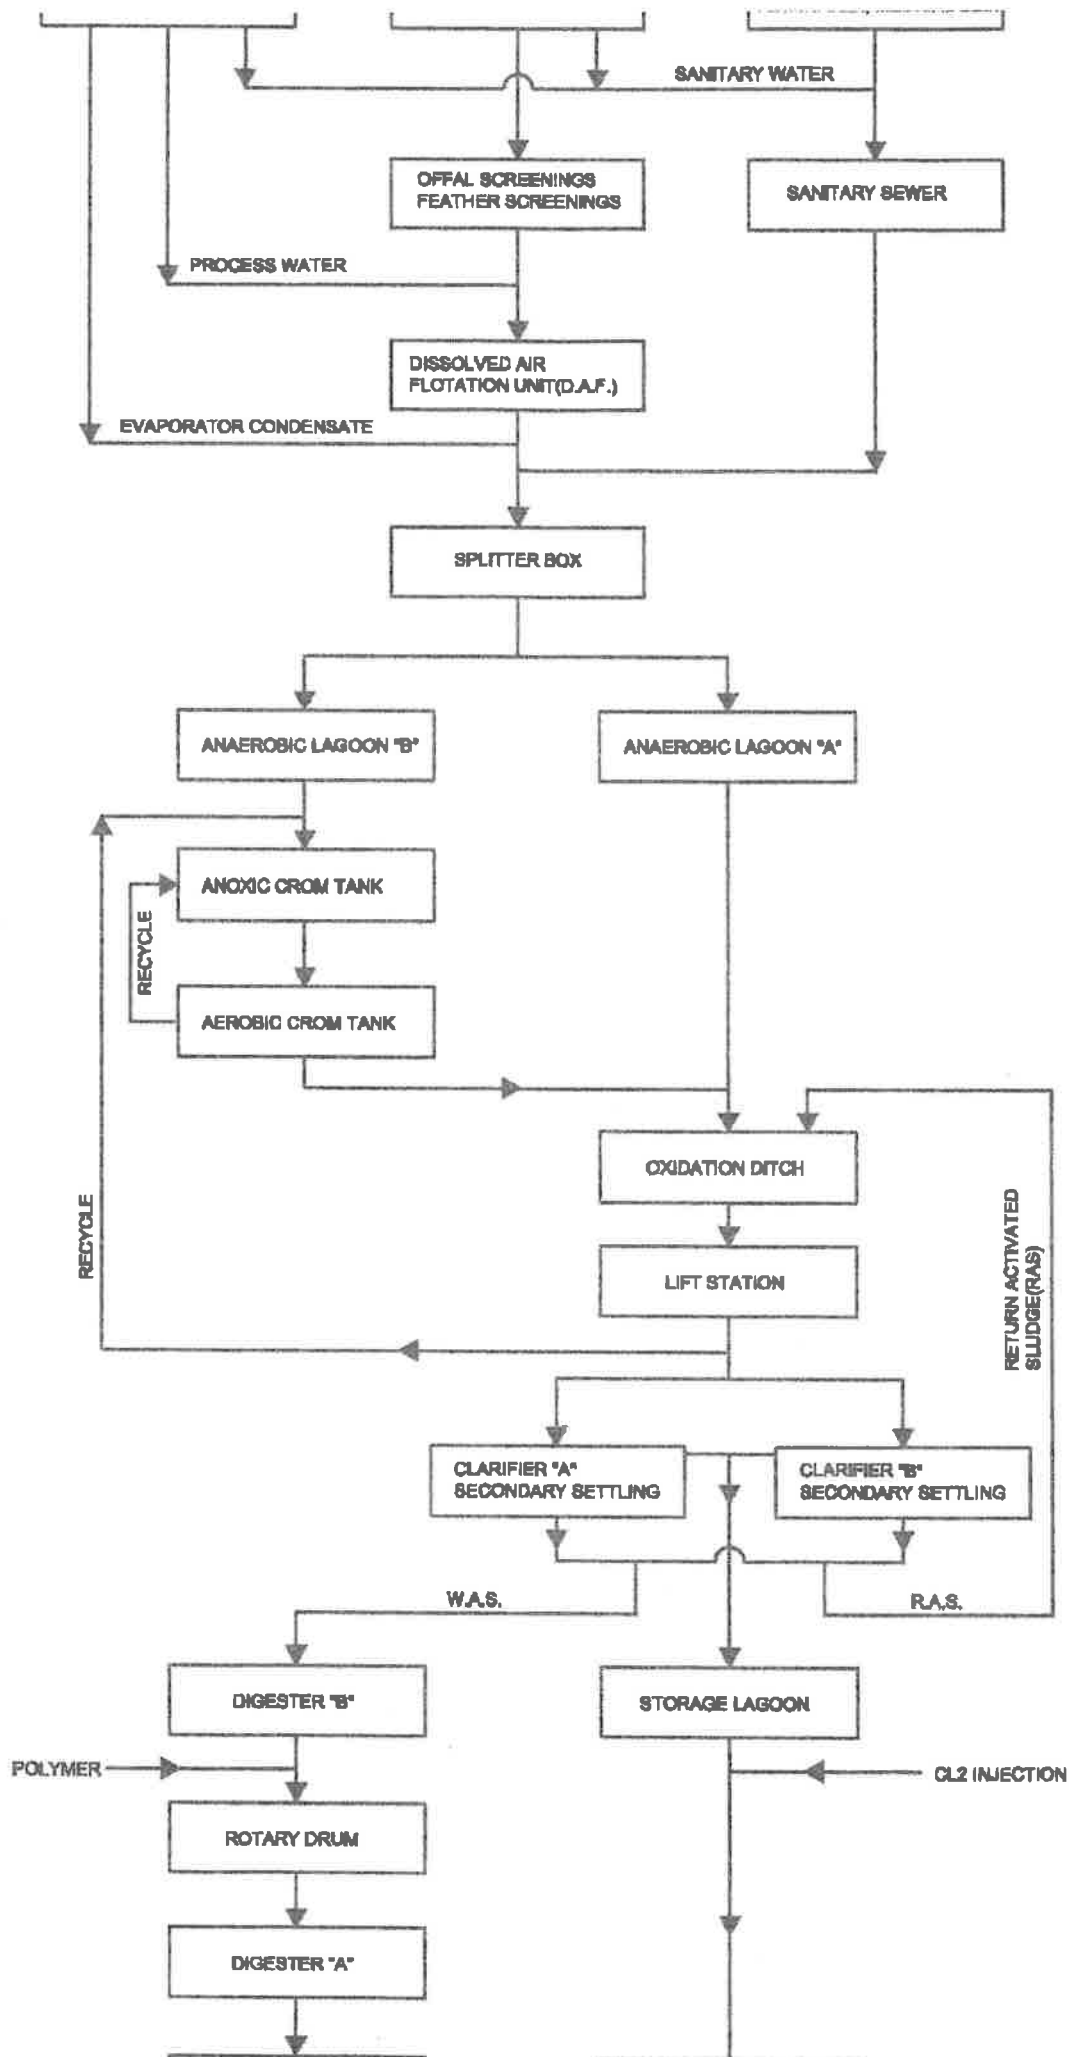 SANITARY WATER
OFFAL SCREENINGS
FEATHER SCREENINGS
SANITARY SEWER
PROCESS WATER
DISSOLVED AIR
FLOTATION UNIT(D.A.F.)
EVAPORATOR CONDENSATE
SPLITTER BOX
ANAEROBIC LAGOON "B"
ANAEROBIC LAGOON "A"
ANOXIC CROM TANK
RECYCLE
AEROBIC CROM TANK
OXIDATION DITCH
RECYCLE
LIFT STATION
RETURN ACTIVATED
SLUDGE(RAS)
CLARIFIER "A"
SECONDARY SETTLING
CLARIFIER "B"
SECONDARY SETTLING
W.A.S.
R.A.S.
DIGESTER "B"
STORAGE LAGOON
POLYMER
CL2 INJECTION
ROTARY DRUM
DIGESTER "A"